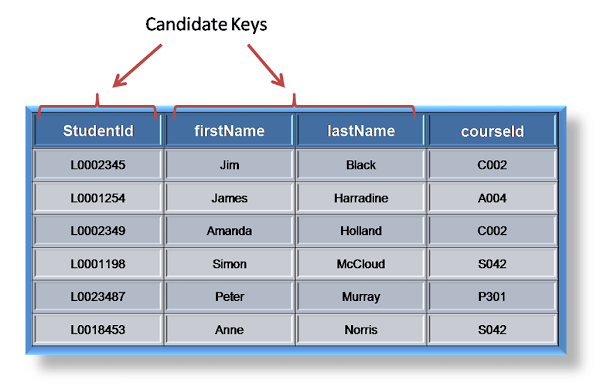 Candidate Keys
StudentId firstName lastName courseId
L0002345 Jim Black C002
L0001254 James Harradine A004
L0002349 Amanda Holland C002
L0001198 Simon McCloud S042
L0023487 Peter Murray P301
L0018453 Anne Norris S042